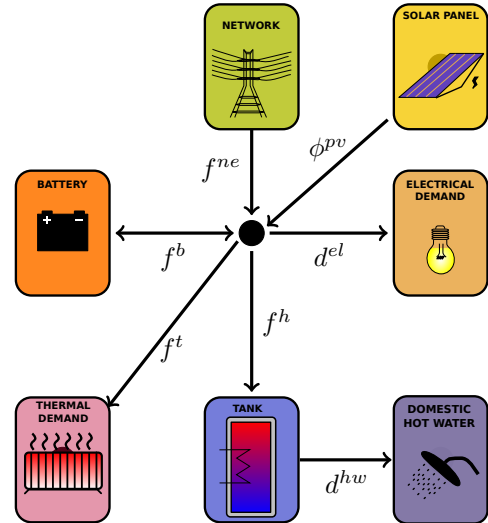 NETWORK
SOLAR PANEL
f^{ne}
ϕ^{pv}
BATTERY
+ −
ELECTRICAL
DEMAND
f^{b}
d^{el}
f^{t}
f^{h}
THERMAL
DEMAND
TANK
DOMESTIC
HOT WATER
d^{hw}